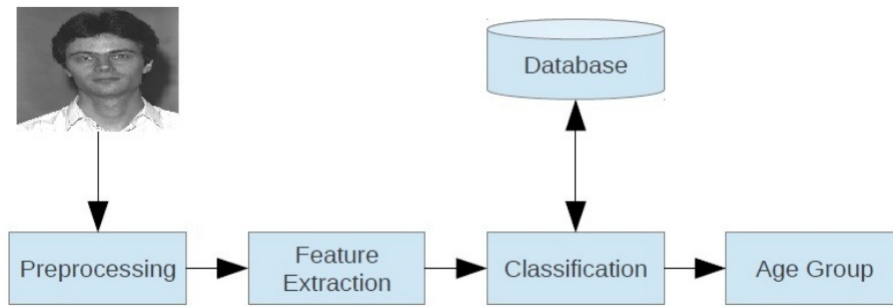 Database
Preprocessing
Feature
Extraction
Classification
Age Group